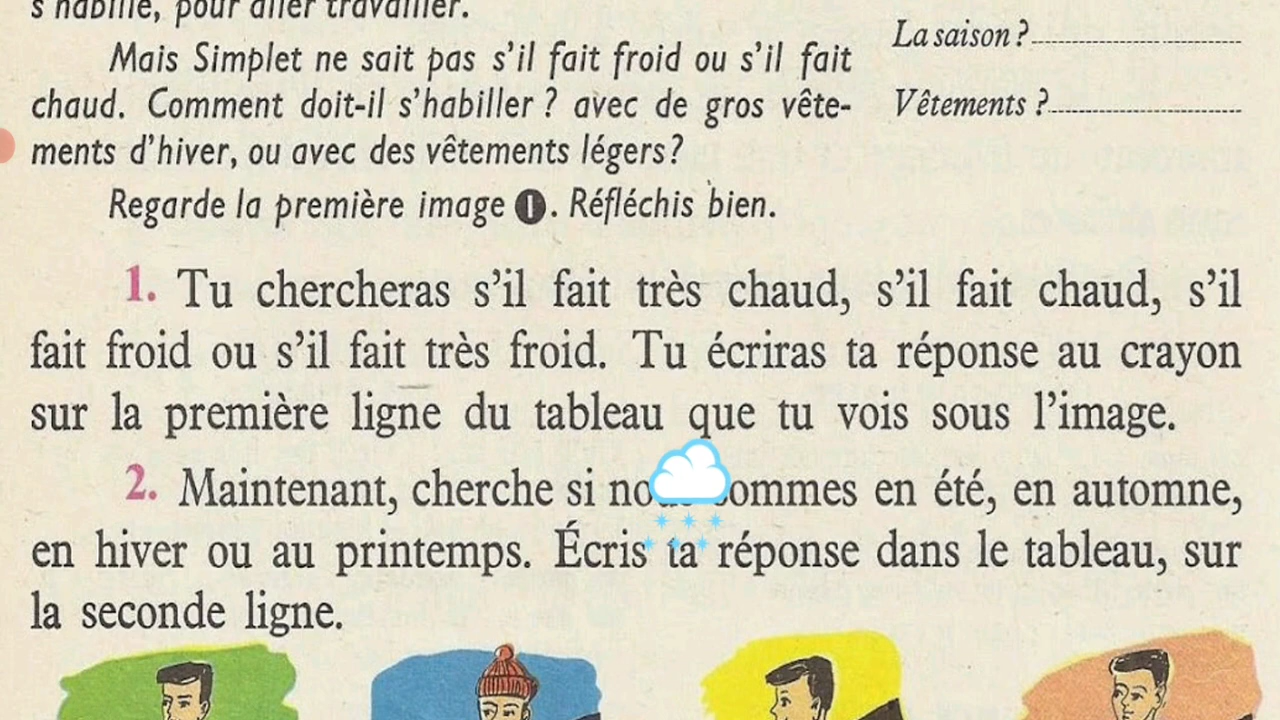 s'habille, pour aller travailler.
Mais Simplet ne sait pas s'il fait froid ou s'il fait
chaud. Comment doit-il s'habiller ? avec de gros vête-
ments d'hiver, ou avec des vêtements légers ?
Regarde la première image 1. Réfléchis bien.
La saison ?
Vêtements ?
1. Tu chercheras s'il fait très chaud, s'il fait chaud, s'il
fait froid ou s'il fait très froid. Tu écriras ta réponse au crayon
sur la première ligne du tableau que tu vois sous l'image.
2. Maintenant, cherche si nous sommes en été, en automne,
en hiver ou au printemps. Écris ta réponse dans le tableau, sur
la seconde ligne.